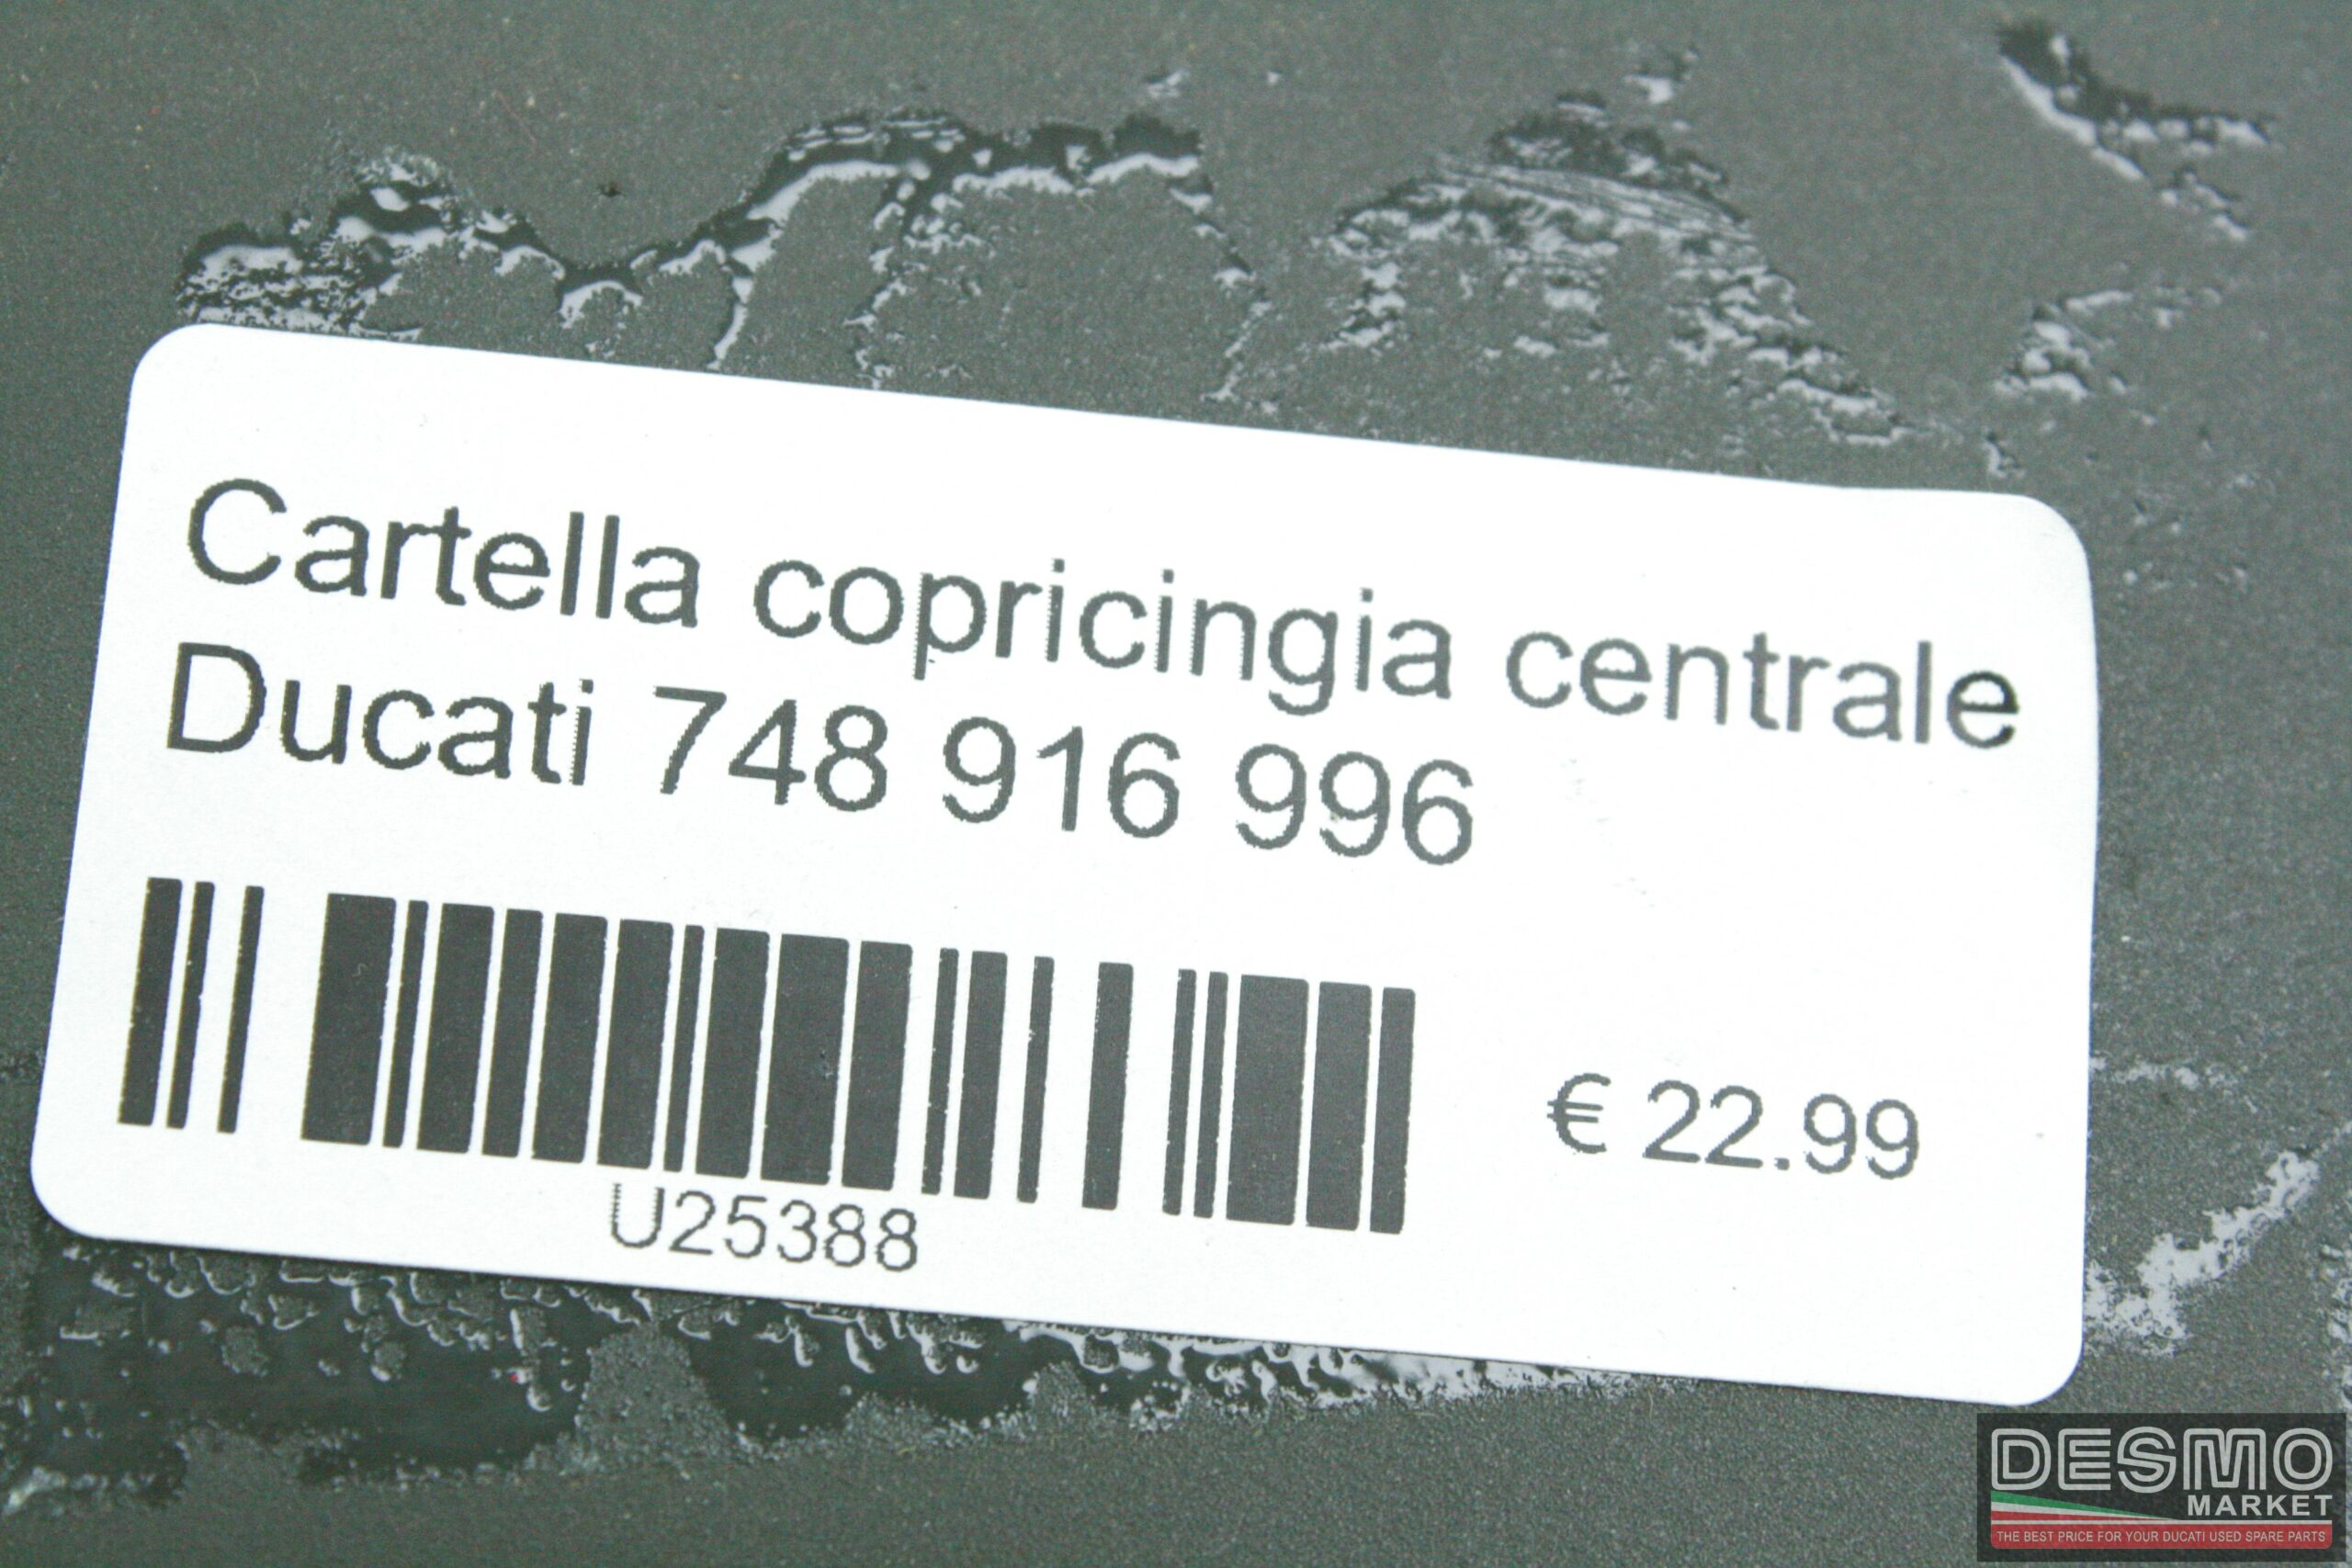 Cartella copricingia centrale
Ducati 748 916 996
€ 22.99
U25388
DESMO
MARKET
THE BEST PRICE FOR YOUR DUCATI USED SPARE PARTS